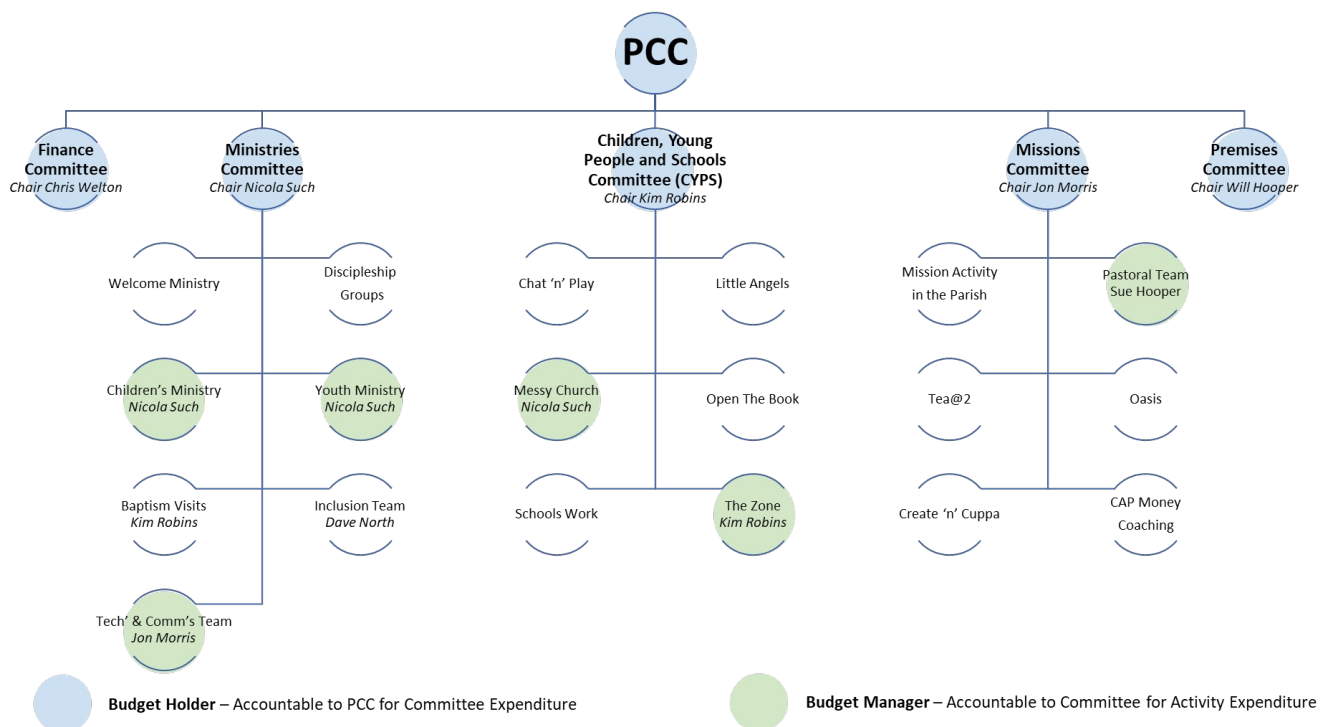 PCC
Finance
Committee
Chair Chris Welton
Ministries
Committee
Chair Nicola Such
Children, Young
People and Schools
Committee (CYPS)
Chair Kim Robins
Missions
Committee
Chair Jon Morris
Premises
Committee
Chair Will Hooper
Welcome Ministry
Discipleship
Groups
Chat ‘n’ Play
Little Angels
Mission Activity
in the Parish
Pastoral Team
Sue Hooper
Children’s Ministry
Nicola Such
Youth Ministry
Nicola Such
Messy Church
Nicola Such
Open The Book
Tea@2
Oasis
Baptism Visits
Kim Robins
Inclusion Team
Dave North
Schools Work
The Zone
Kim Robins
Create ‘n’ Cuppa
CAP Money
Coaching
Tech’ & Comm’s Team
Jon Morris
Budget Holder – Accountable to PCC for Committee Expenditure
Budget Manager – Accountable to Committee for Activity Expenditure